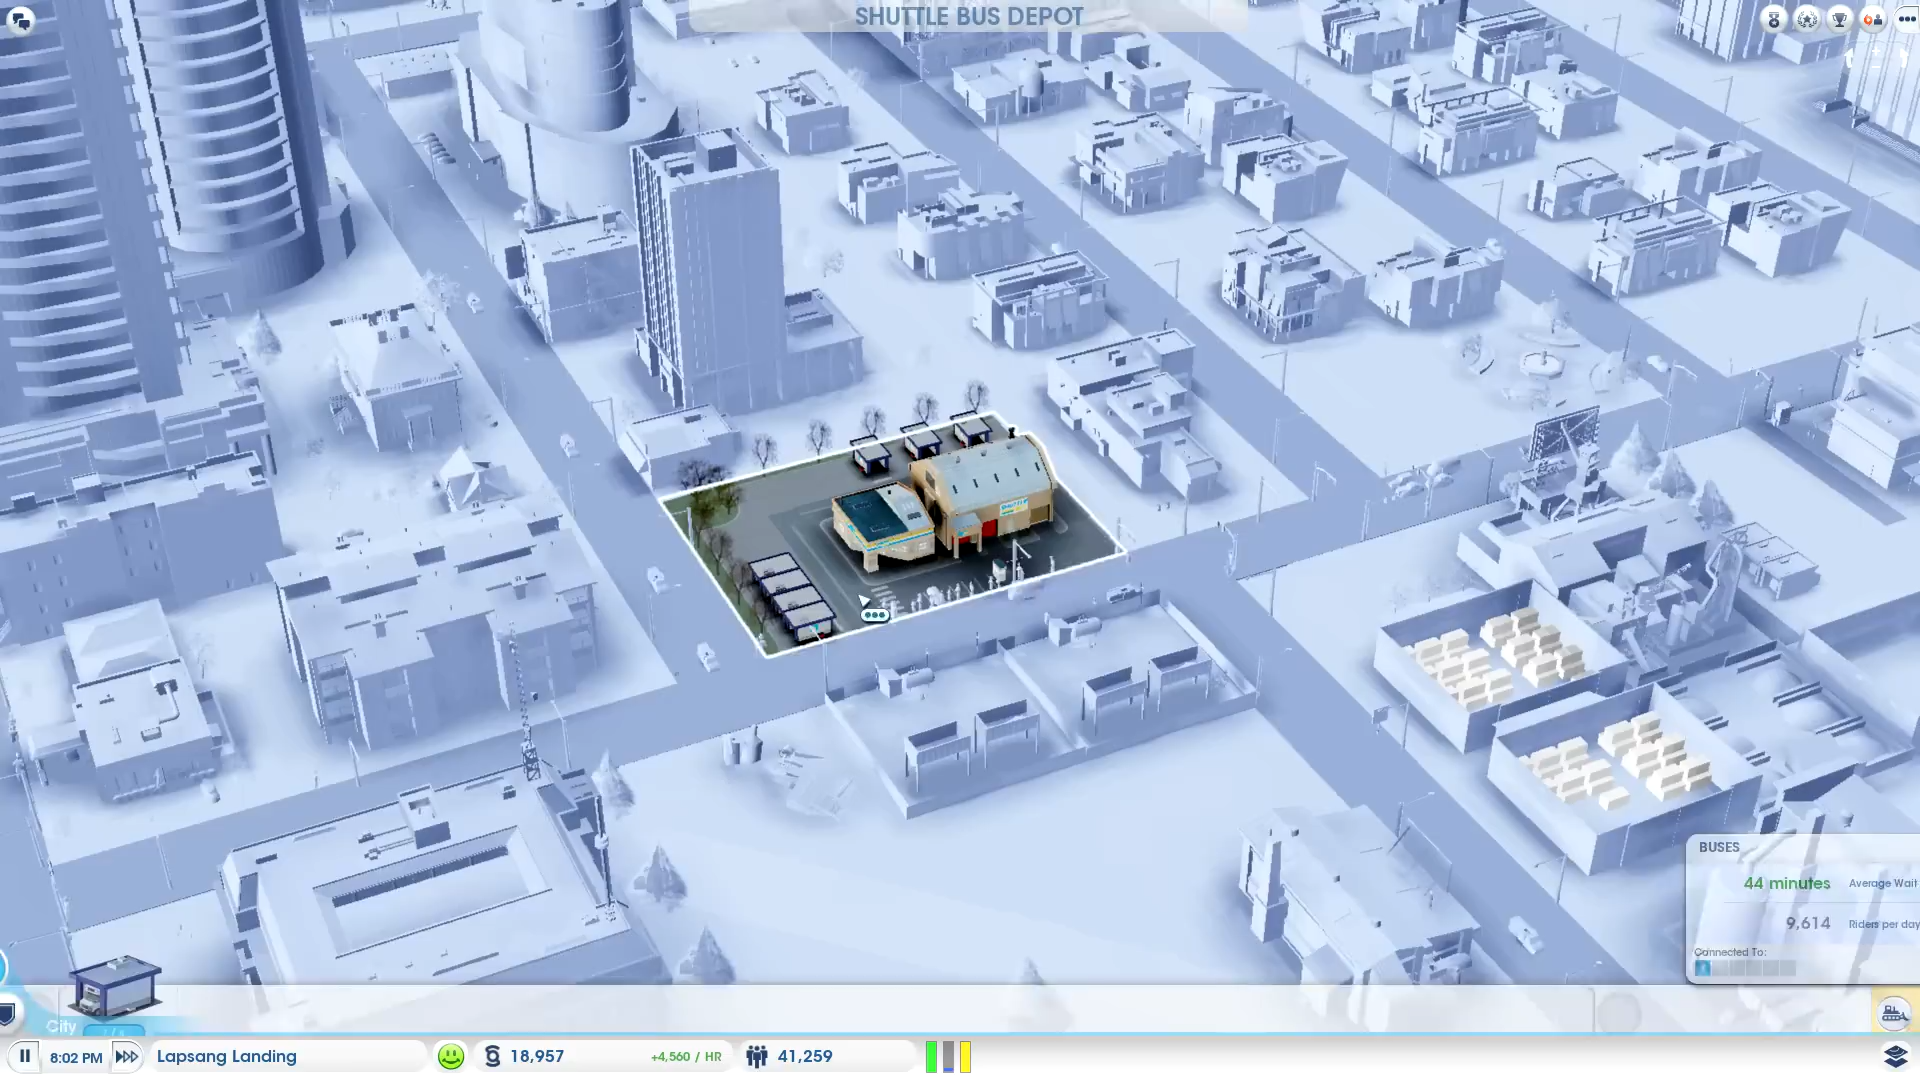 SHUTTLE BUS DEPOT
BUSES
44 minutes Average Wait
9,614 Riders per day
Connected To:
City
8:02 PM
Lapsang Landing
18,957
+4,560 / HR
41,259